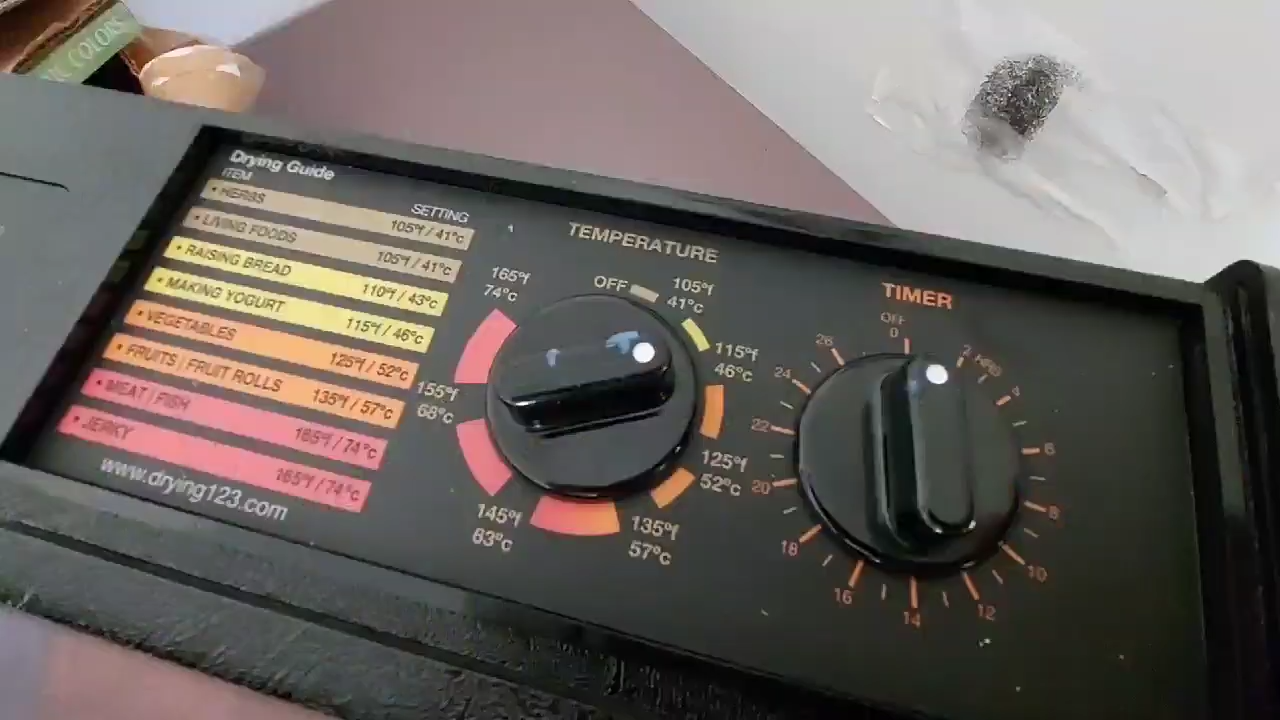 COLORS
Drying Guide
ITEM
SETTING
• HERBS 105°f / 41°c
• LIVING FOODS 105°f / 41°c
• RAISING BREAD 110°f / 43°c
• MAKING YOGURT 115°f / 46°c
• VEGETABLES 125°f / 52°c
• FRUITS | FRUIT ROLLS 135°f / 57°c
• MEAT | FISH 165°f / 74°c
• JERKY 165°f / 74°c
www.drying123.com
TEMPERATURE
OFF
105°f
41°c
115°f
46°c
125°f
52°c
135°f
57°c
145°f
63°c
155°f
68°c
165°f
74°c
TIMER
OFF
0
2 HRS
6
8
10
12
14
16
18
20
22
24
26